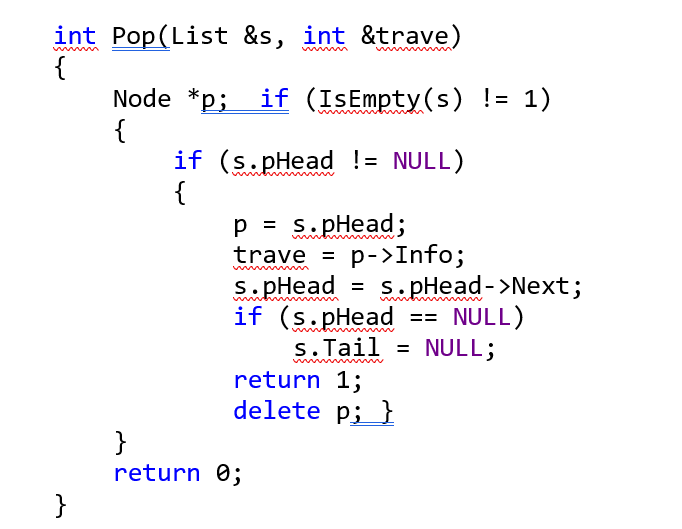 int Pop(List &s, int &trave)
{
Node *p; if (IsEmpty(s) != 1)
{
if (s.pHead != NULL)
{
p = s.pHead;
trave = p->Info;
s.pHead = s.pHead->Next;
if (s.pHead == NULL)
s.Tail = NULL;
return 1;
delete p; }
}
return 0;
}